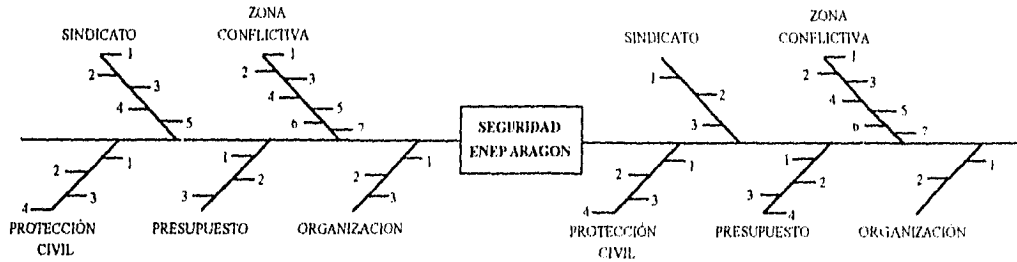 ZONA
CONFLICTIVA
SINDICATO
1
2
3
4
5
1
2
3
4
5
6
7
1
2
3
4
PROTECCIÓN
CIVIL
1
2
3
PRESUPUESTO
1
2
3
ORGANIZACION
SEGURIDAD
ENEP ARAGON
SINDICATO
1
2
3
ZONA
CONFLICTIVA
1
2
3
4
5
6
7
1
2
3
4
PROTECCIÓN
CIVIL
1
2
3
4
PRESUPUESTO
1
2
ORGANIZACIÓN